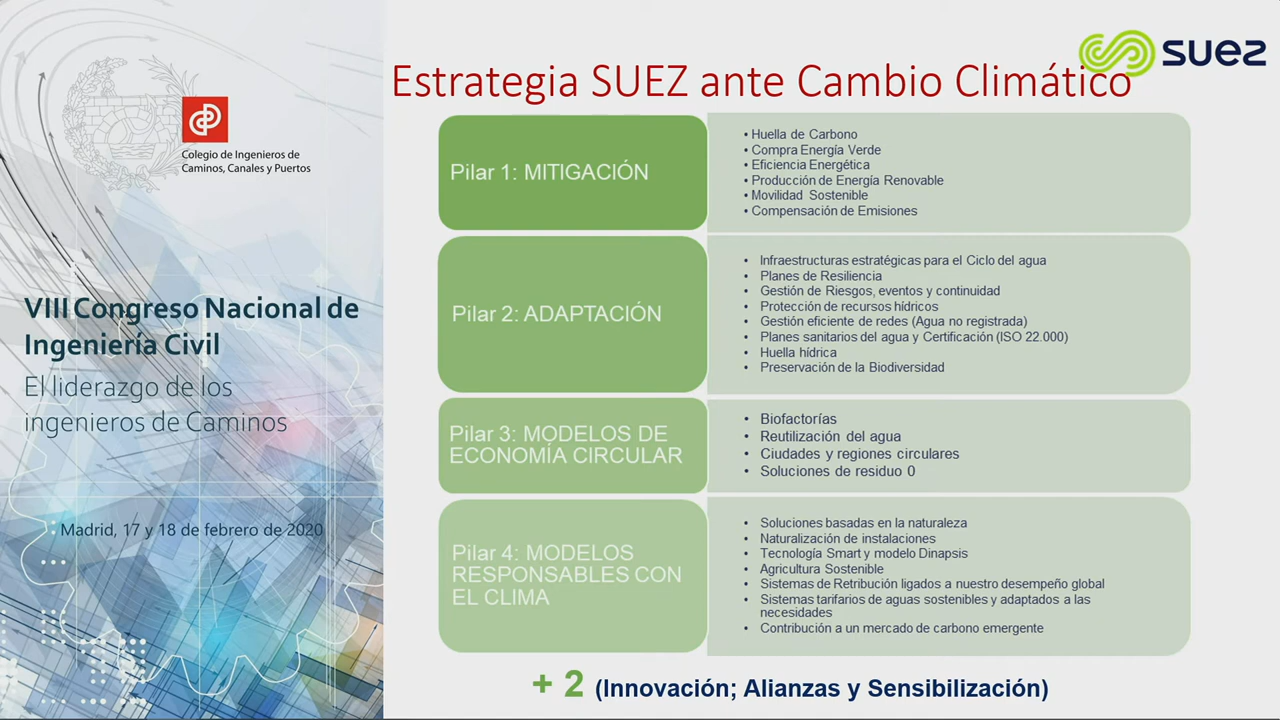 Colegio de Ingenieros de
Caminos, Canales y Puertos
VIII Congreso Nacional de
Ingeniería Civil
El liderazgo de los
ingenieros de Caminos
Madrid, 17 y 18 de febrero de 2020
suez
Estrategia SUEZ ante Cambio Climático
Pilar 1: MITIGACIÓN
• Huella de Carbono
• Compra Energía Verde
• Eficiencia Energética
• Producción de Energía Renovable
• Movilidad Sostenible
• Compensación de Emisiones
Pilar 2: ADAPTACIÓN
• Infraestructuras estratégicas para el Ciclo del agua
• Planes de Resiliencia
• Gestión de Riesgos, eventos y continuidad
• Protección de recursos hídricos
• Gestión eficiente de redes (Agua no registrada)
• Planes sanitarios del agua y Certificación (ISO 22.000)
• Huella hídrica
• Preservación de la Biodiversidad
Pilar 3: MODELOS DE
ECONOMÍA CIRCULAR
• Biofactorías
• Reutilización del agua
• Ciudades y regiones circulares
• Soluciones de residuo 0
Pilar 4: MODELOS
RESPONSABLES CON
EL CLIMA
• Soluciones basadas en la naturaleza
• Naturalización de instalaciones
• Tecnología Smart y modelo Dinapsis
• Agricultura Sostenible
• Sistemas de Retribución ligados a nuestro desempeño global
• Sistemas tarifarios de aguas sostenibles y adaptados a las
necesidades
• Contribución a un mercado de carbono emergente
+ 2 (Innovación; Alianzas y Sensibilización)